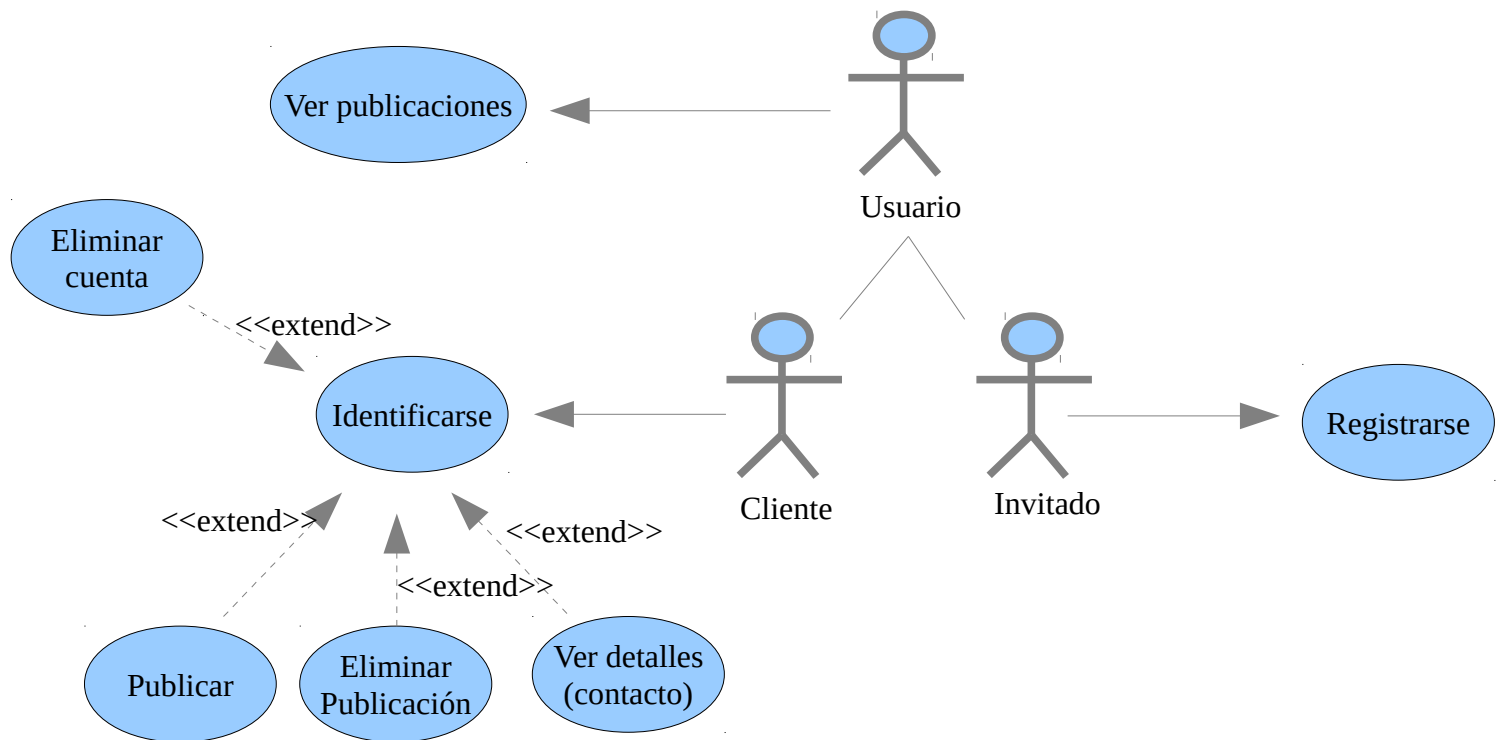 Ver publicaciones
Usuario
Eliminar
cuenta
<<extend>>
Identificarse
Registrarse
Cliente
Invitado
<<extend>>
<<extend>>
<<extend>>
Publicar
Eliminar
Publicación
Ver detalles
(contacto)